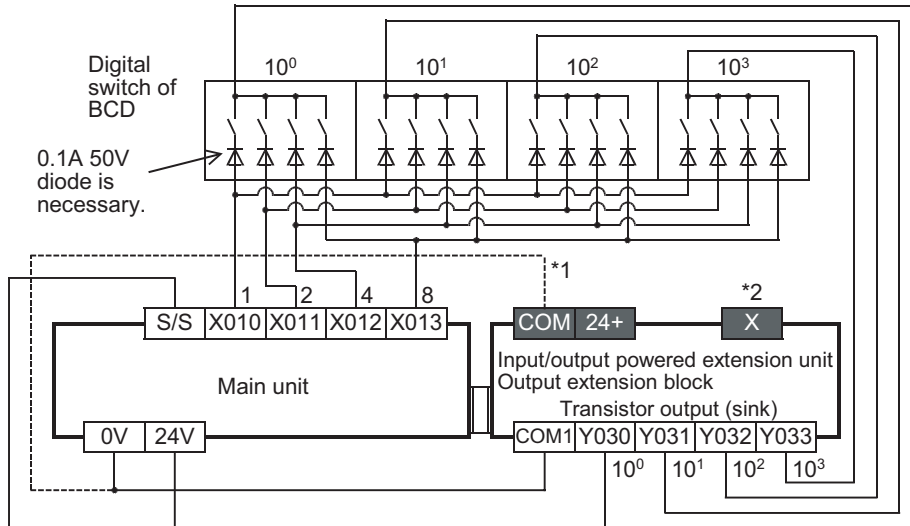 10⁰ 10¹ 10² 10³
Digital
switch of
BCD
0.1A 50V
diode is
necessary.
*1
1 2 4 8 *2
S/S X010 X011 X012 X013 COM 24+ X
Input/output powered extension unit
Main unit Output extension block
Transistor output (sink)
0V 24V COM1 Y030 Y031 Y032 Y033
10⁰ 10¹ 10² 10³